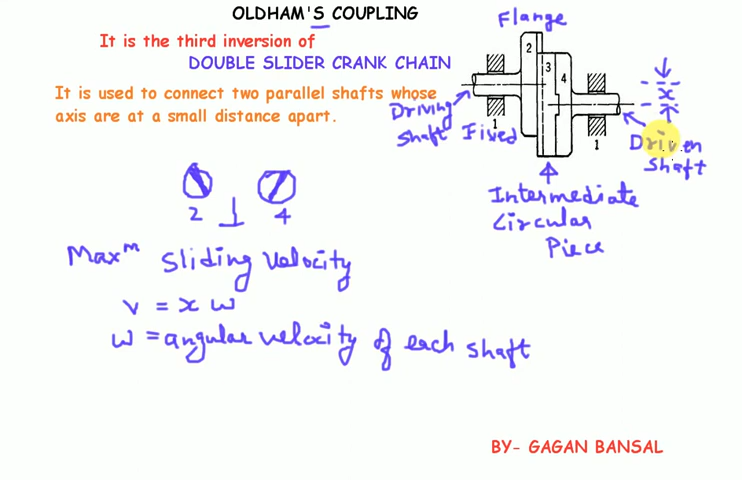 OLDHAM'S COUPLING
It is the third inversion of
DOUBLE SLIDER CRANK CHAIN
It is used to connect two parallel shafts whose
axis are at a small distance apart.
Flange
2
3
4
x
Driving
Shaft
Fixed
1
1
Driven
Shaft
Intermediate
Circular
Piece
2 ⊥ 4
Maxᵐ Sliding Velocity
v = x ω
ω = angular velocity of each shaft
BY- GAGAN BANSAL